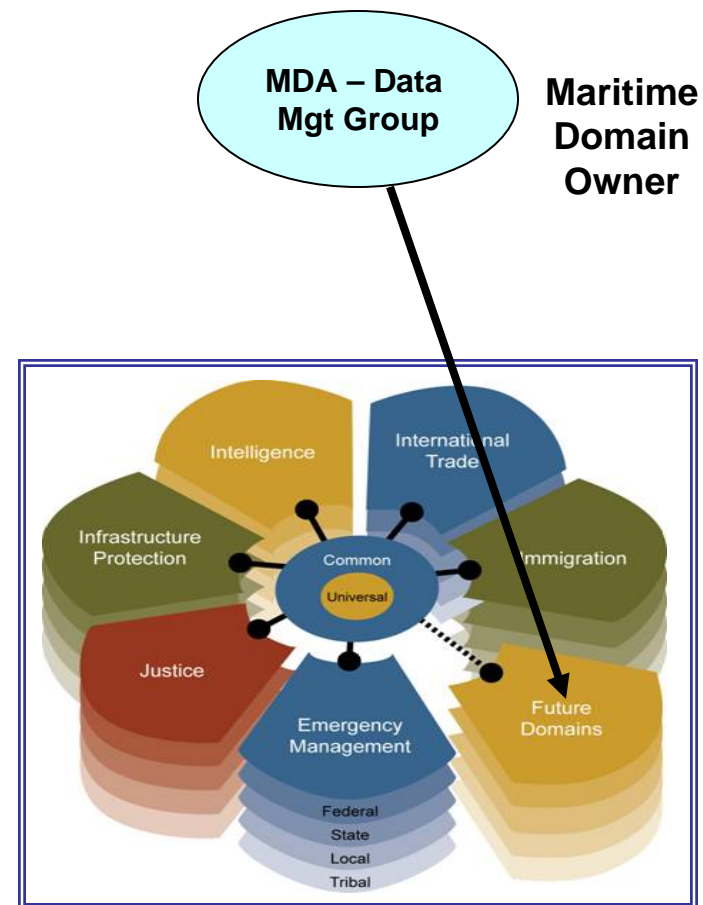 MDA – Data
Mgt Group
Maritime
Domain
Owner
Intelligence
International
Trade
Infrastructure
Protection
Common
Universal
Immigration
Justice
Emergency
Management
Future
Domains
Federal
State
Local
Tribal